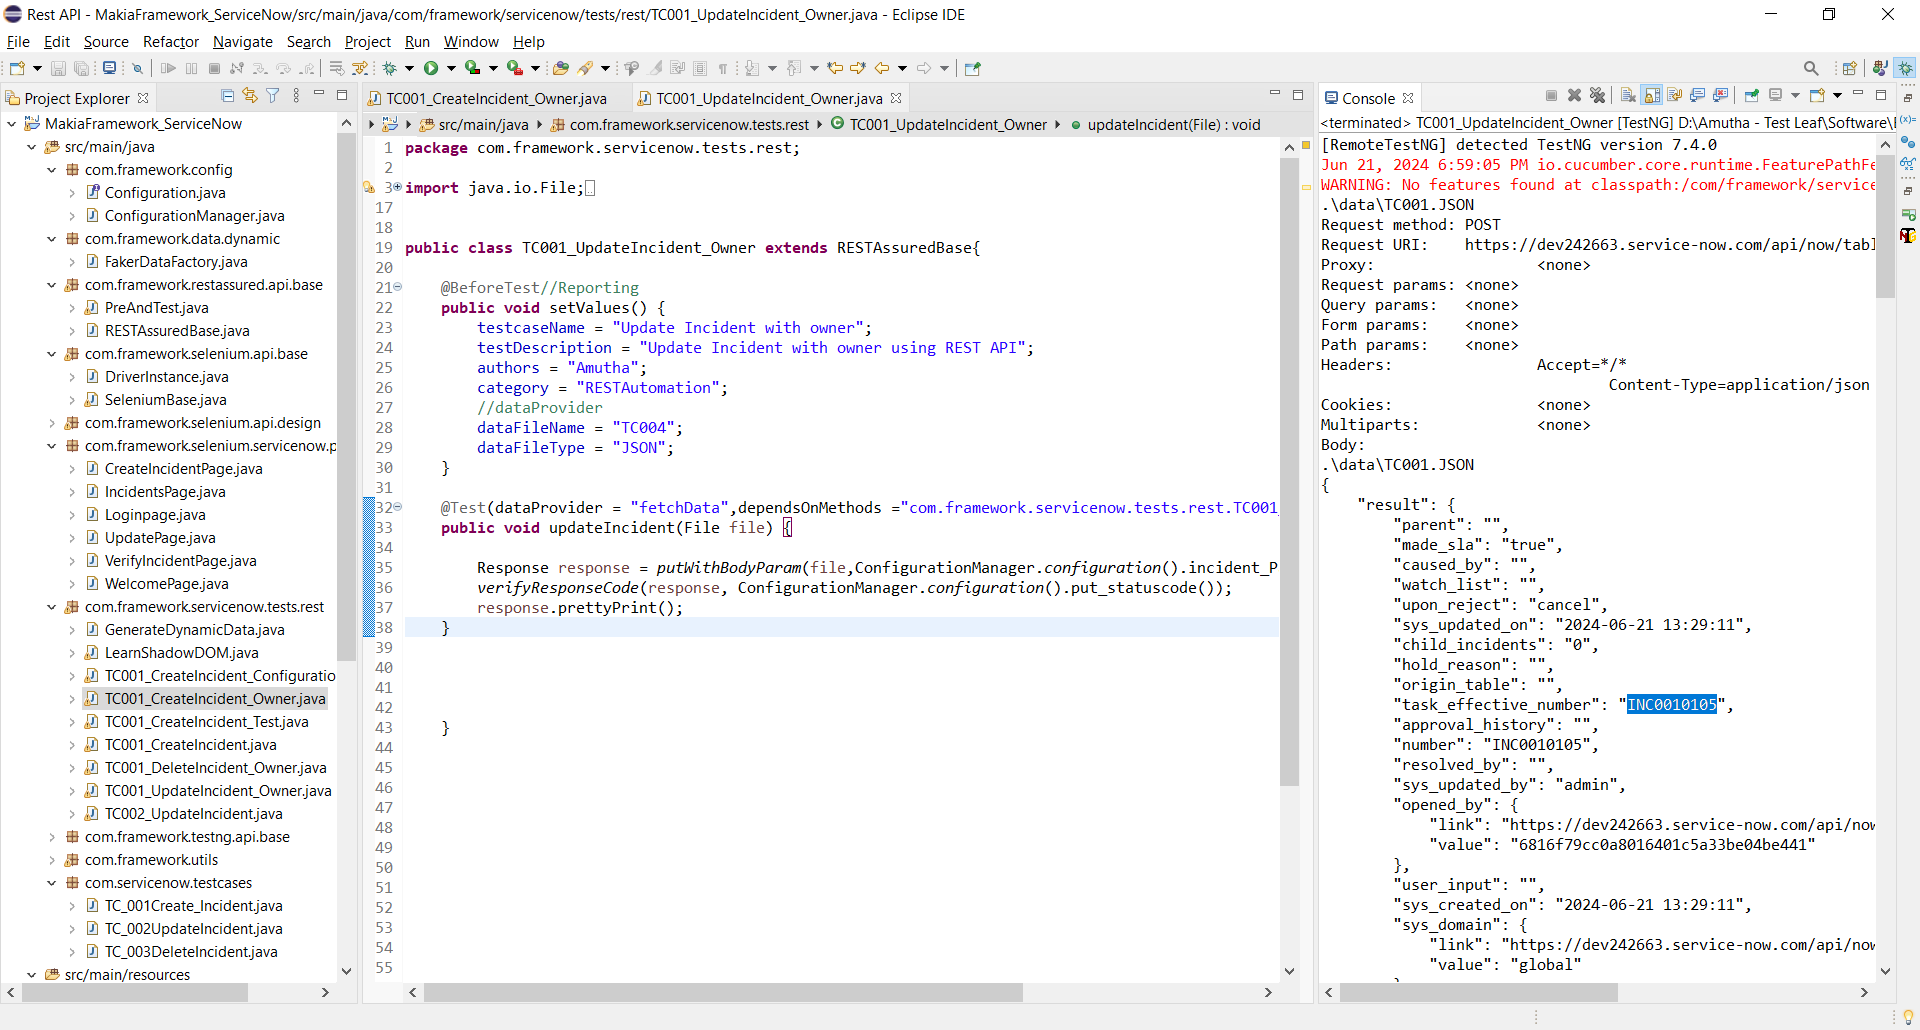 Rest API - MakiaFramework_ServiceNow/src/main/java/com/framework/servicenow/tests/rest/TC001_UpdateIncident_Owner.java - Eclipse IDE
File Edit Source Refactor Navigate Search Project Run Window Help
Project Explorer
MakiaFramework_ServiceNow
src/main/java
com.framework.config
Configuration.java
ConfigurationManager.java
com.framework.data.dynamic
FakerDataFactory.java
com.framework.restassured.api.base
PreAndTest.java
RESTAssuredBase.java
com.framework.selenium.api.base
DriverInstance.java
SeleniumBase.java
com.framework.selenium.api.design
com.framework.selenium.servicenow.p
CreateIncidentPage.java
IncidentsPage.java
Loginpage.java
UpdatePage.java
VerifyIncidentPage.java
WelcomePage.java
com.framework.servicenow.tests.rest
GenerateDynamicData.java
LearnShadowDOM.java
TC001_CreateIncident_Configuratio
TC001_CreateIncident_Owner.java
TC001_CreateIncident_Test.java
TC001_CreateIncident.java
TC001_DeleteIncident_Owner.java
TC001_UpdateIncident_Owner.java
TC002_UpdateIncident.java
com.framework.testng.api.base
com.framework.utils
com.servicenow.testcases
TC_001Create_Incident.java
TC_002UpdateIncident.java
TC_003DeleteIncident.java
src/main/resources
TC001_CreateIncident_Owner.java TC001_UpdateIncident_Owner.java
src/main/java com.framework.servicenow.tests.rest TC001_UpdateIncident_Owner updateIncident(File) : void
1 package com.framework.servicenow.tests.rest;
2
3 import java.io.File;
17
18
19 public class TC001_UpdateIncident_Owner extends RESTAssuredBase{
20
21 @BeforeTest//Reporting
22 public void setValues() {
23 testcaseName = "Update Incident with owner";
24 testDescription = "Update Incident with owner using REST API";
25 authors = "Amutha";
26 category = "RESTAutomation";
27 //dataProvider
28 dataFileName = "TC004";
29 dataFileType = "JSON";
30 }
31
32 @Test(dataProvider = "fetchData",dependsOnMethods ="com.framework.servicenow.tests.rest.TC001_
33 public void updateIncident(File file) {
34
35 Response response = putWithBodyParam(file,ConfigurationManager.configuration().incident_P
36 verifyResponseCode(response, ConfigurationManager.configuration().put_statuscode());
37 response.prettyPrint();
38 }
39
40
41
42
43 }
44
45
46
47
48
49
50
51
52
53
54
55
Console
<terminated> TC001_UpdateIncident_Owner [TestNG] D:\Amutha - Test Leaf\Software\
[RemoteTestNG] detected TestNG version 7.4.0
Jun 21, 2024 6:59:05 PM io.cucumber.core.runtime.FeaturePathFe
WARNING: No features found at classpath:/com/framework/service
.\data\TC001.JSON
Request method: POST
Request URI: https://dev242663.service-now.com/api/now/tabl
Proxy: <none>
Request params: <none>
Query params: <none>
Form params: <none>
Path params: <none>
Headers: Accept=*/*
Content-Type=application/json
Cookies: <none>
Multiparts: <none>
Body:
.\data\TC001.JSON
{
"result": {
"parent": "",
"made_sla": "true",
"caused_by": "",
"watch_list": "",
"upon_reject": "cancel",
"sys_updated_on": "2024-06-21 13:29:11",
"child_incidents": "0",
"hold_reason": "",
"origin_table": "",
"task_effective_number": "INC0010105",
"approval_history": "",
"number": "INC0010105",
"resolved_by": "",
"sys_updated_by": "admin",
"opened_by": {
"link": "https://dev242663.service-now.com/api/now
"value": "6816f79cc0a8016401c5a33be04be441"
},
"user_input": "",
"sys_created_on": "2024-06-21 13:29:11",
"sys_domain": {
"link": "https://dev242663.service-now.com/api/now
"value": "global"